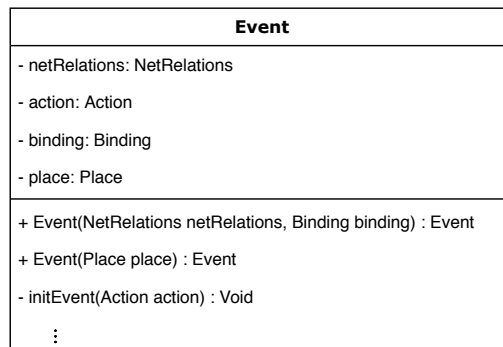 Event
- netRelations: NetRelations
- action: Action
- binding: Binding
- place: Place
+ Event(NetRelations netRelations, Binding binding) : Event
+ Event(Place place) : Event
- initEvent(Action action) : Void
⋮